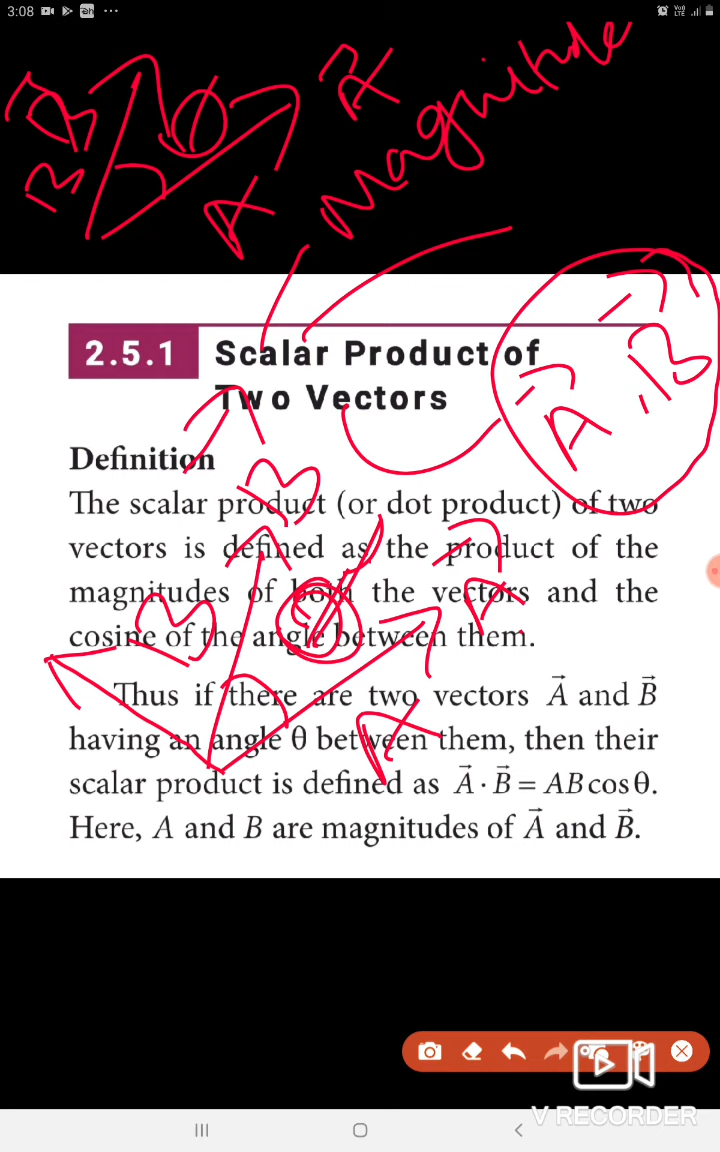 3:08
Vo)) LTE
B⃗ θ A⃗
B A
Magnitude
2.5.1 Scalar Product of
Two Vectors
A⃗ . B⃗
Definition
The scalar product (or dot product) of two
vectors is defined as the product of the
magnitudes of both the vectors and the
cosine of the angle between them.
B⃗
B θ A⃗
A
Thus if there are two vectors A⃗ and B⃗
having an angle θ between them, then their
scalar product is defined as A⃗ · B⃗ = AB cos θ.
Here, A and B are magnitudes of A⃗ and B⃗.
V RECORDER